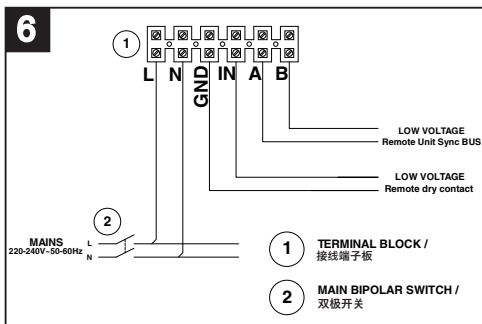 6
1
L N GND IN A B
LOW VOLTAGE
Remote Unit Sync BUS
LOW VOLTAGE
Remote dry contact
2
MAINS
220-240V~50-60Hz
L
N
1 TERMINAL BLOCK /
接线端子板
2 MAIN BIPOLAR SWITCH /
双极开关